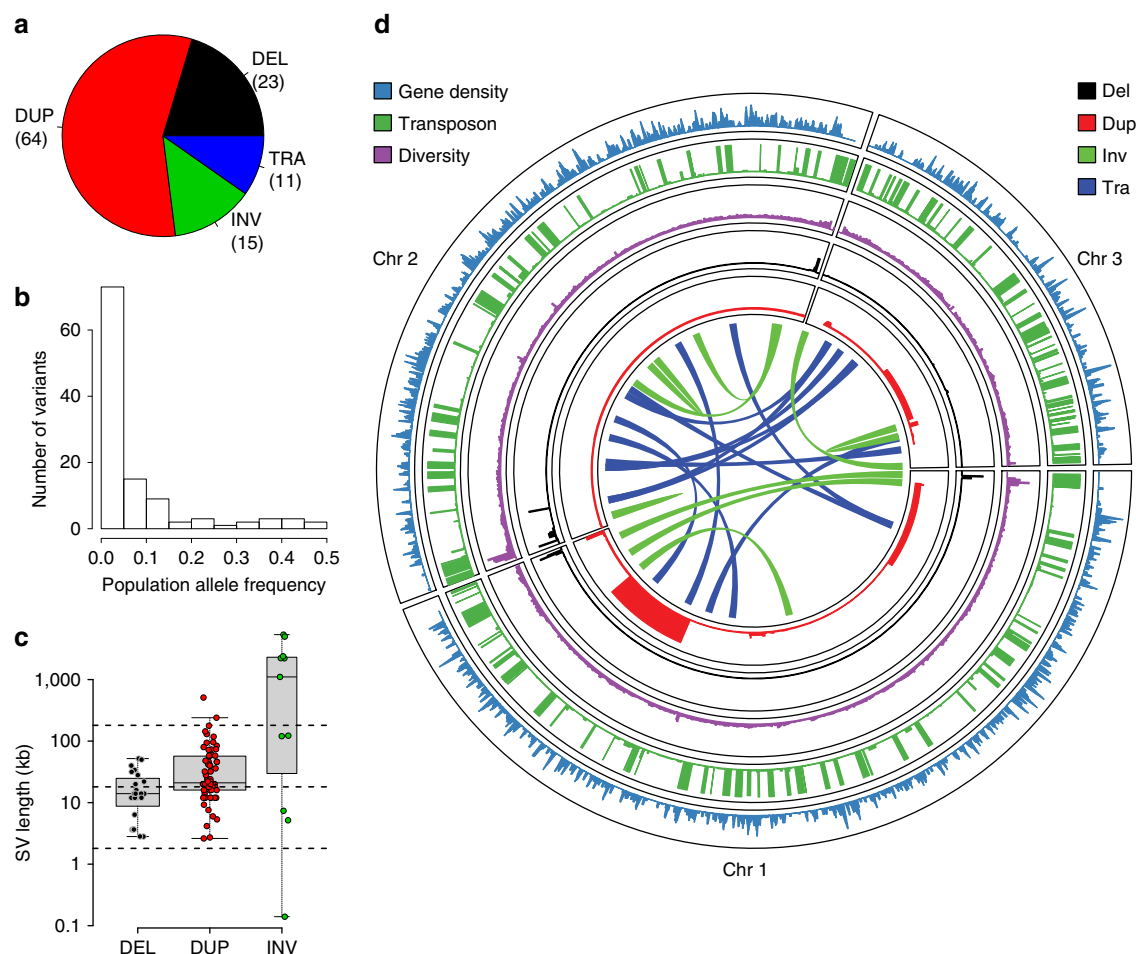 a
DEL
(23)
DUP
(64)
TRA
(11)
INV
(15)
b
Number of variants
60
40
20
0
0.0
0.1
0.2
0.3
0.4
0.5
Population allele frequency
c
SV length (kb)
1,000
100
10
1
0.1
DEL
DUP
INV
d
Gene density
Transposon
Diversity
Del
Dup
Inv
Tra
Chr 2
Chr 3
Chr 1